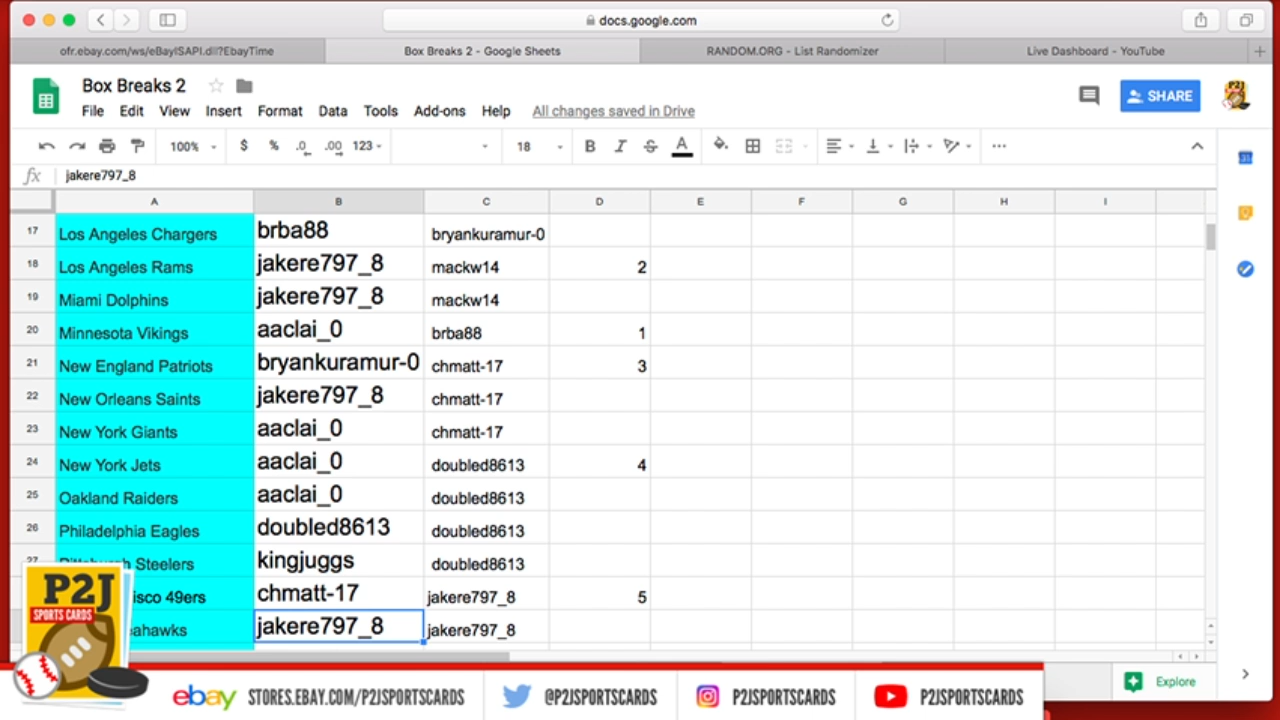 docs.google.com
ofr.ebay.com/ws/eBayISAPI.dll?EbayTime
Box Breaks 2 - Google Sheets
RANDOM.ORG - List Randomizer
Live Dashboard - YouTube
Box Breaks 2
File Edit View Insert Format Data Tools Add-ons Help All changes saved in Drive
SHARE
100% $ % .0 .00 123 18 B I S A
fx jakere797_8
A B C D E F G H I
17 Los Angeles Chargers brba88 bryankuramur-0
18 Los Angeles Rams jakere797_8 mackw14 2
19 Miami Dolphins jakere797_8 mackw14
20 Minnesota Vikings aaclai_0 brba88 1
21 New England Patriots bryankuramur-0 chmatt-17 3
22 New Orleans Saints jakere797_8 chmatt-17
23 New York Giants aaclai_0 chmatt-17
24 New York Jets aaclai_0 doubled8613 4
25 Oakland Raiders aaclai_0 doubled8613
26 Philadelphia Eagles doubled8613 doubled8613
27 Pittsburgh Steelers kingjuggs doubled8613
isco 49ers chmatt-17 jakere797_8 5
eahawks jakere797_8 jakere797_8
P2J
SPORTS CARDS
Explore
ebay STORES.EBAY.COM/P2JSPORTSCARDS @P2JSPORTSCARDS P2JSPORTSCARDS P2JSPORTSCARDS